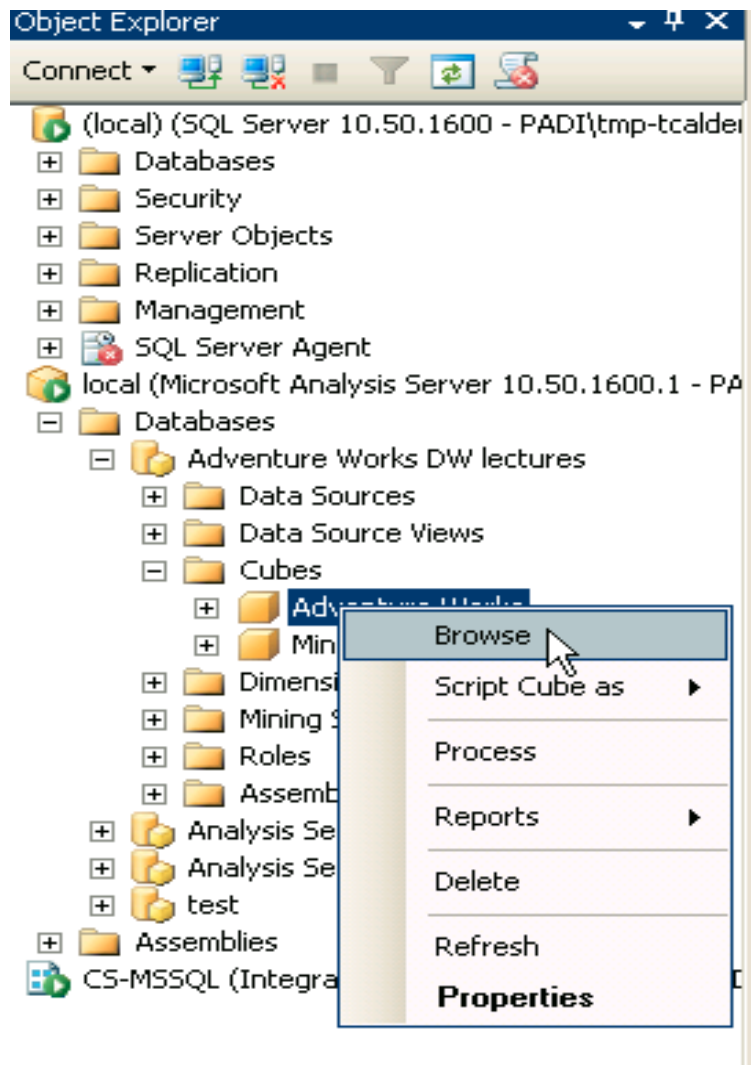 Object Explorer
Connect
(local) (SQL Server 10.50.1600 - PADI\tmp-tcalder
Databases
Security
Server Objects
Replication
Management
SQL Server Agent
local (Microsoft Analysis Server 10.50.1600.1 - PA
Databases
Adventure Works DW lectures
Data Sources
Data Source Views
Cubes
Adventure Works
Min
Browse
Dimensi
Script Cube as
Mining S
Roles
Process
Assemb
Reports
Analysis Se
Analysis Se
Delete
test
Assemblies
Refresh
CS-MSSQL (Integra
Properties